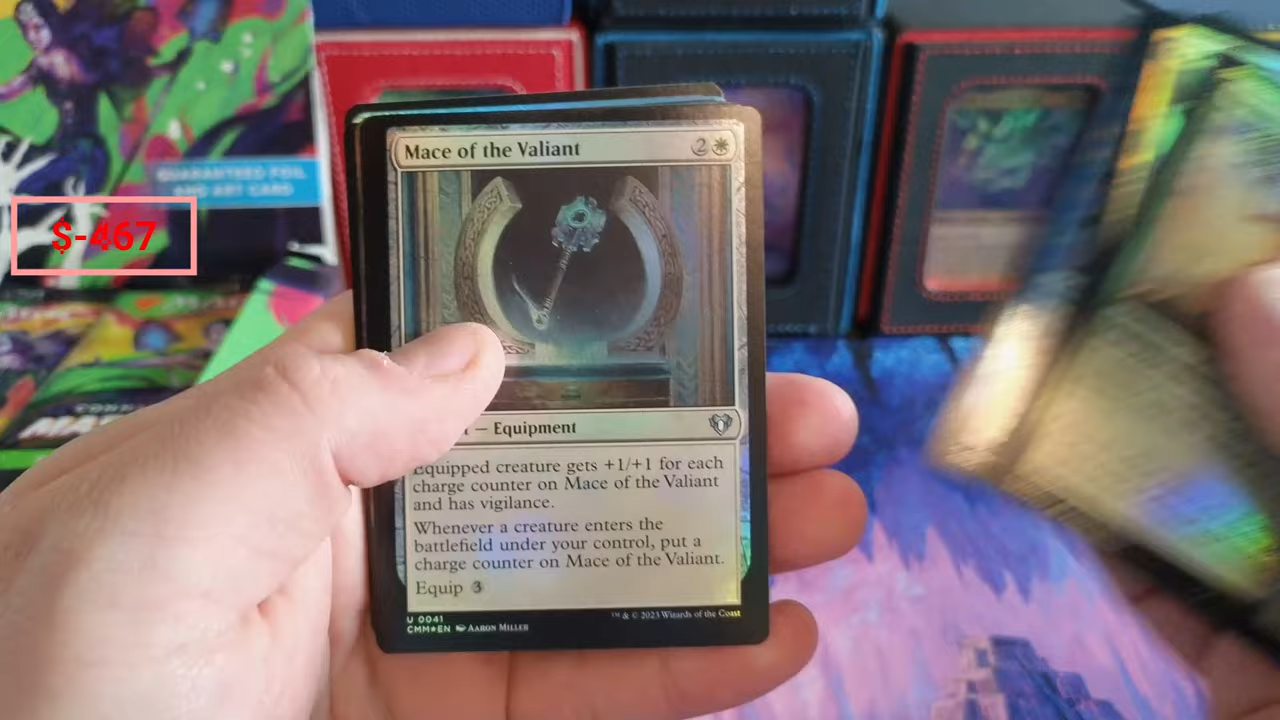 GUARANTEED FOIL
AND ART CARD
$-467
Mace of the Valiant 2
— Equipment
Equipped creature gets +1/+1 for each
charge counter on Mace of the Valiant
and has vigilance.
Whenever a creature enters the
battlefield under your control, put a
charge counter on Mace of the Valiant.
Equip 3
U 0041
CMM★EN AARON MILLER
™ & © 2023 Wizards of the Coast